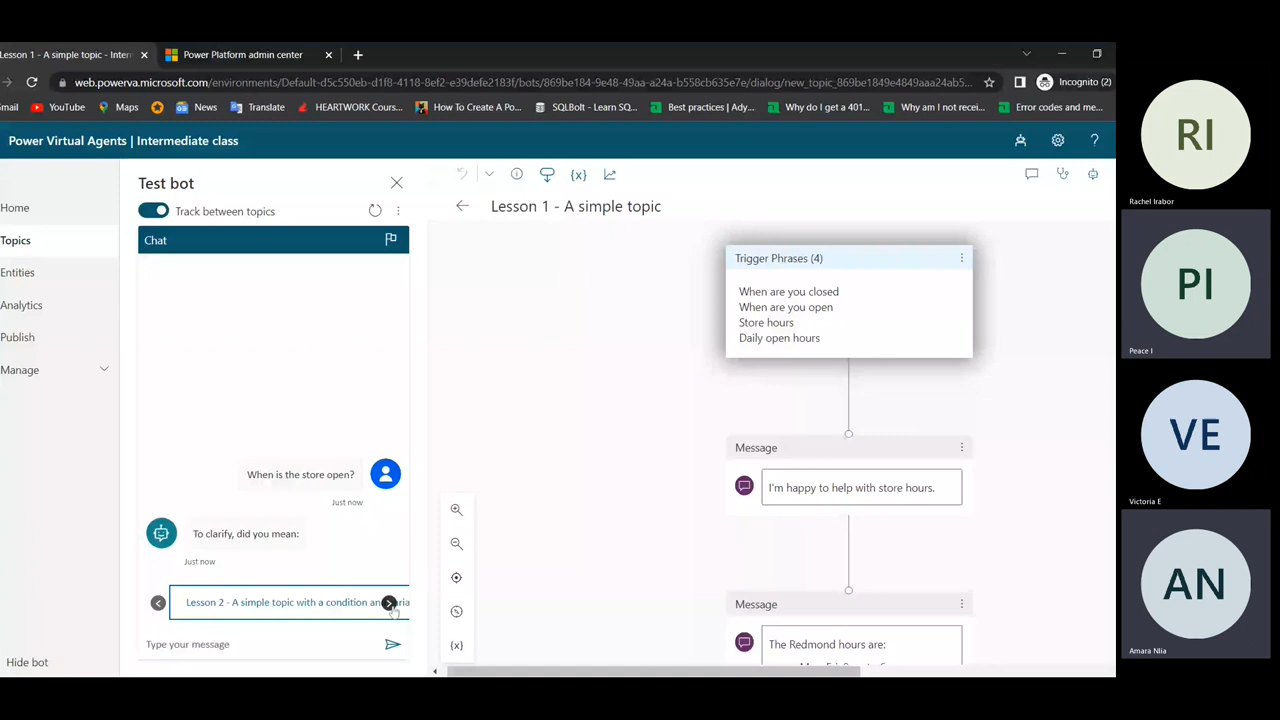 Lesson 1 - A simple topic - Inter
Power Platform admin center
web.powerva.microsoft.com/environments/Default-d5c550eb-d1f8-4118-8ef2-e39defe2183f/bots/869be184-9e48-49aa-a24a-b558cb635e7e/dialog/new_topic_869be1849e4849aaa24ab5...
Incognito (2)
mail
YouTube
Maps
News
Translate
HEARTWORK Cours...
How To Create A Po...
SQLBolt - Learn SQ...
Best practices | Ady...
Why do I get a 401...
Why am I not recei...
Error codes and me...
Power Virtual Agents | Intermediate class
Home
Topics
Entities
Analytics
Publish
Manage
Hide bot
Test bot
Track between topics
Chat
When is the store open?
Just now
To clarify, did you mean:
Just now
Lesson 2 - A simple topic with a condition an ria
Type your message
{x}
Lesson 1 - A simple topic
Trigger Phrases (4)
When are you closed
When are you open
Store hours
Daily open hours
Message
I'm happy to help with store hours.
Message
The Redmond hours are:
{x}
RI
Rachel Irabor
PI
Peace I
VE
Victoria E
AN
Amara Nlia